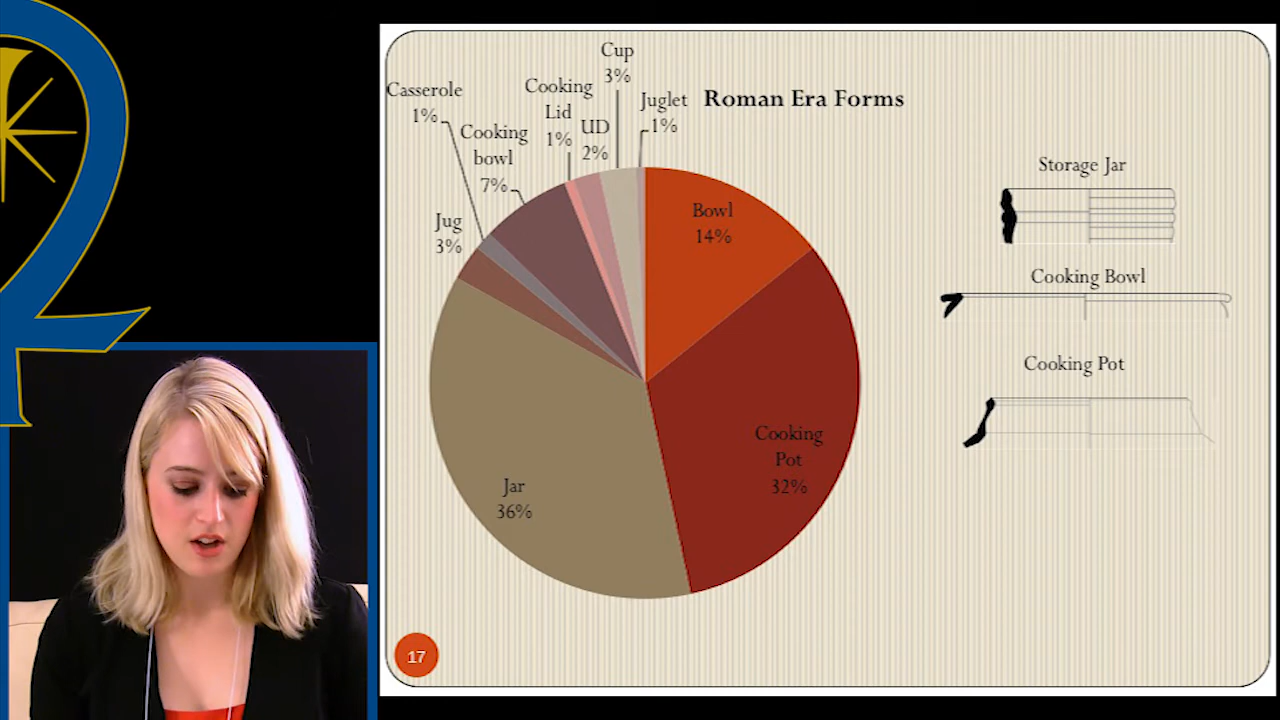 Roman Era Forms
Casserole
1%
Cooking
bowl
7%
Cooking
Lid
1%
UD
2%
Cup
3%
Juglet
1%
Jug
3%
Bowl
14%
Cooking
Pot
32%
Jar
36%
Storage Jar
Cooking Bowl
Cooking Pot
17